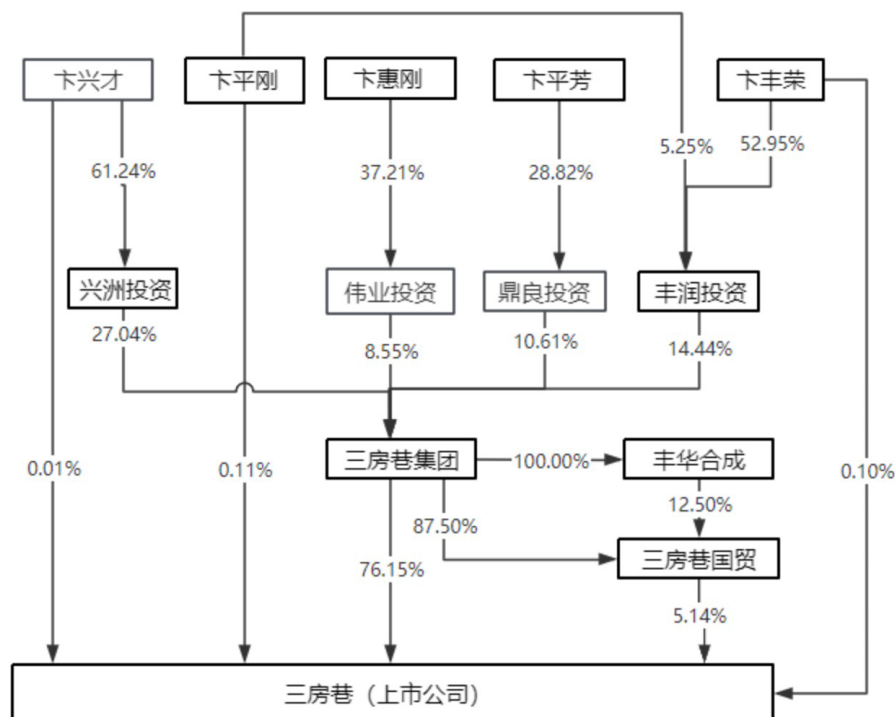 卞兴才
卞平刚
卞惠刚
卞平芳
卞丰荣
61.24%
37.21%
28.82%
5.25%
52.95%
兴洲投资
伟业投资
鼎良投资
丰润投资
27.04%
8.55%
10.61%
14.44%
三房巷集团
100.00%
丰华合成
0.01%
0.11%
0.10%
12.50%
87.50%
三房巷国贸
76.15%
5.14%
三房巷（上市公司）